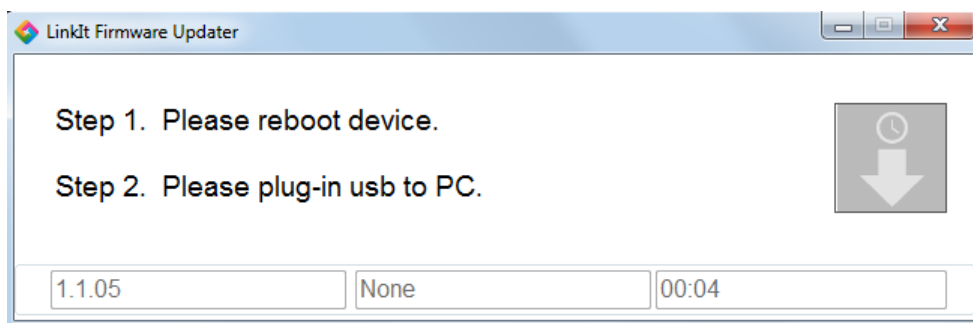 LinkIt Firmware Updater
Step 1. Please reboot device.
Step 2. Please plug-in usb to PC.
1.1.05 None 00:04